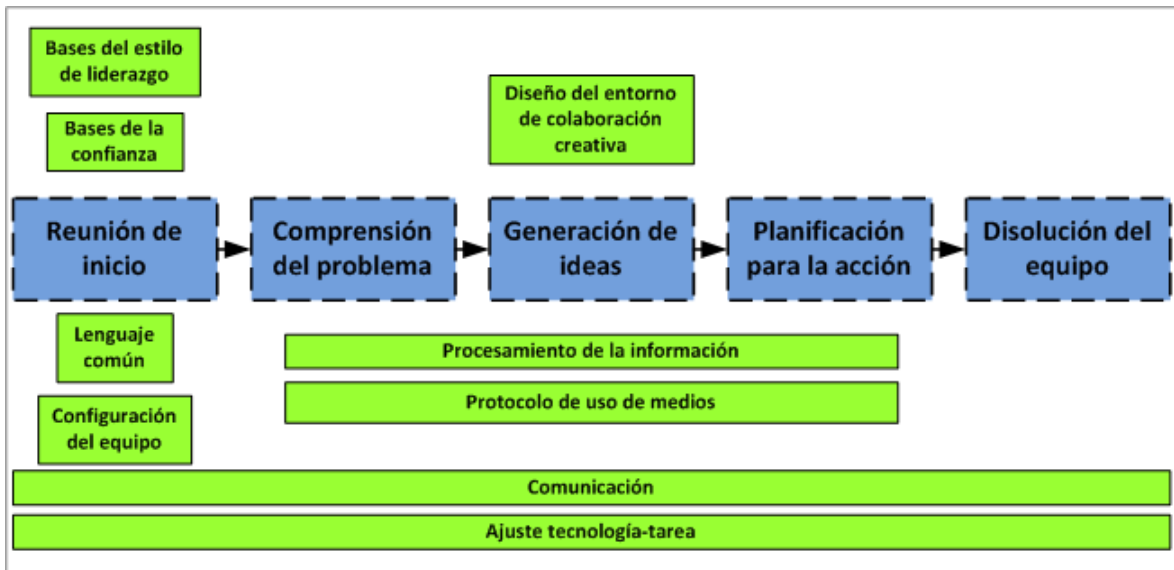 Bases del estilo
de liderazgo
Bases de la
confianza
Diseño del entorno
de colaboración
creativa
Reunión de
inicio
Comprensión
del problema
Generación de
ideas
Planificación
para la acción
Disolución del
equipo
Lenguaje
común
Configuración
del equipo
Procesamiento de la información
Protocolo de uso de medios
Comunicación
Ajuste tecnología-tarea